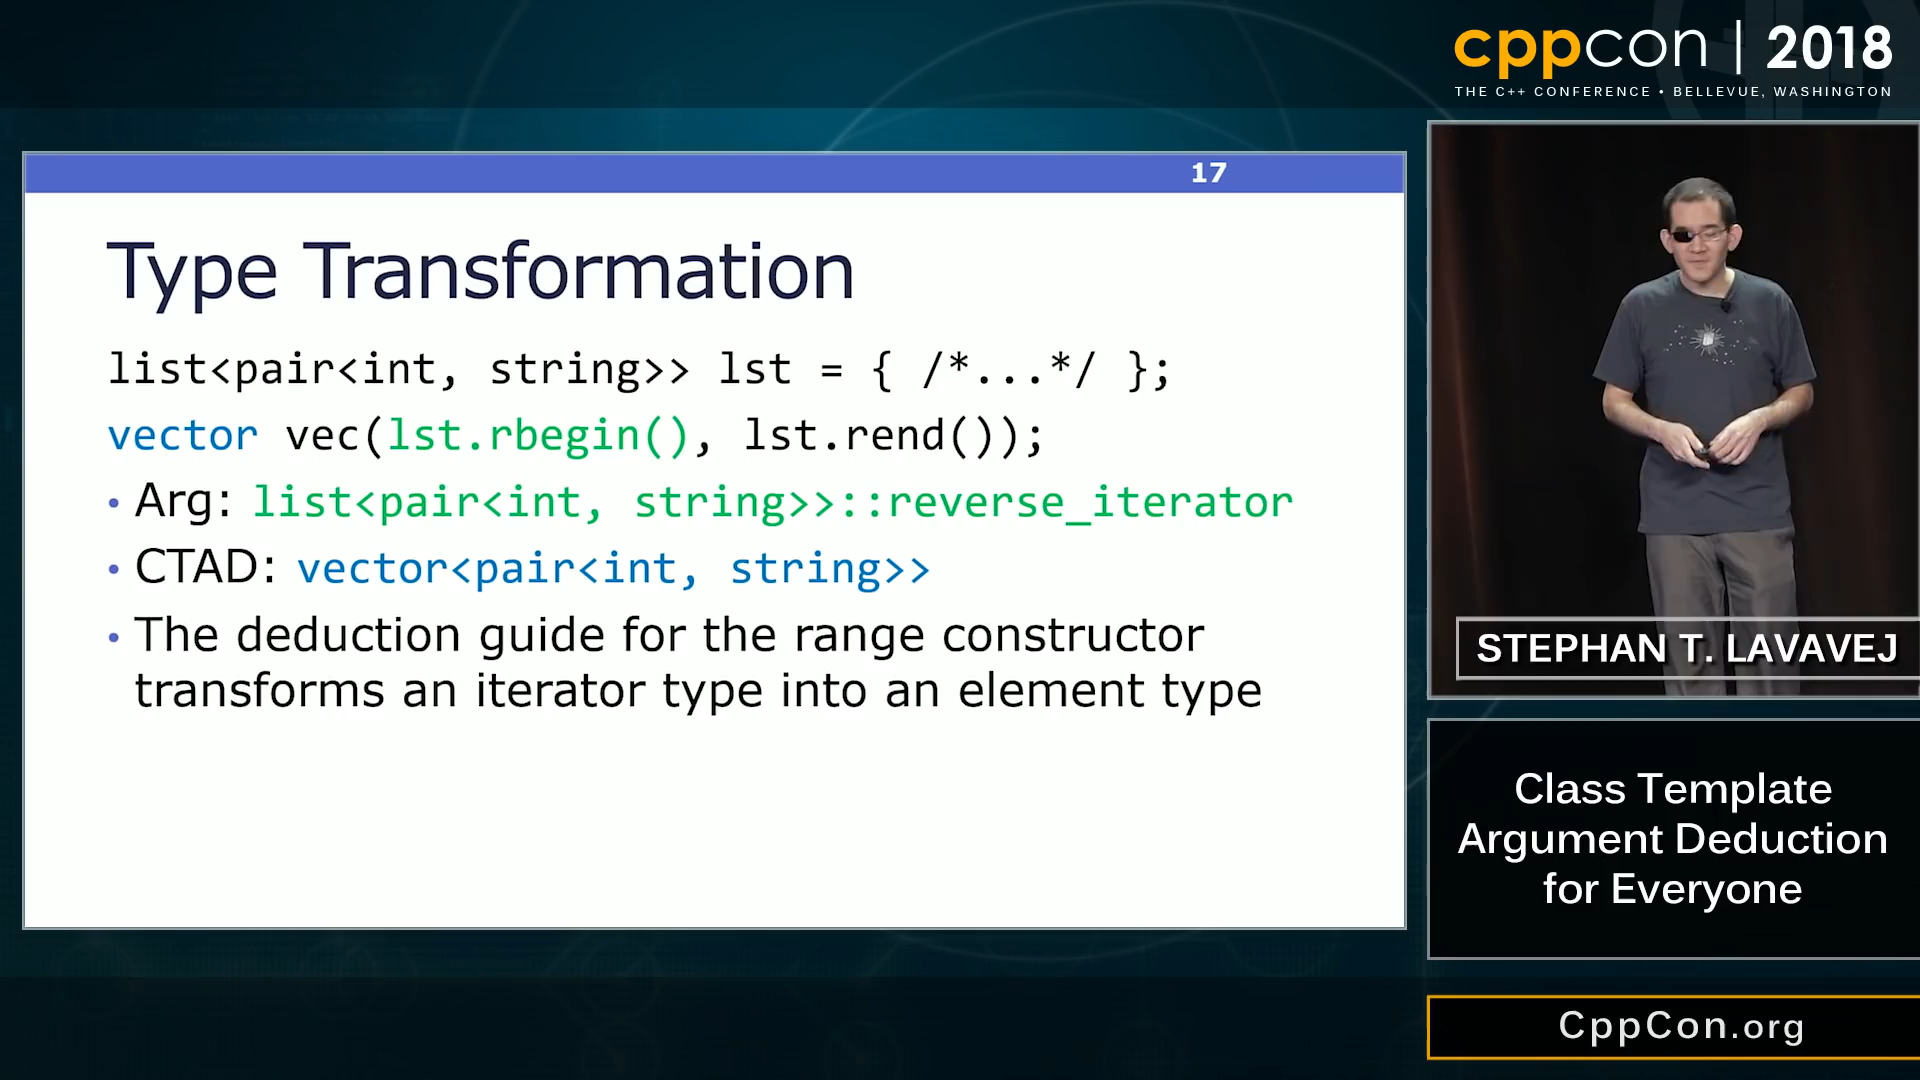 cppcon | 2018
THE C++ CONFERENCE • BELLEVUE, WASHINGTON
17
Type Transformation
list<pair<int, string>> lst = { /*...*/ };
vector vec(lst.rbegin(), lst.rend());
• Arg: list<pair<int, string>>::reverse_iterator
• CTAD: vector<pair<int, string>>
• The deduction guide for the range constructor
transforms an iterator type into an element type
STEPHAN T. LAVAVEJ
Class Template
Argument Deduction
for Everyone
CppCon.org